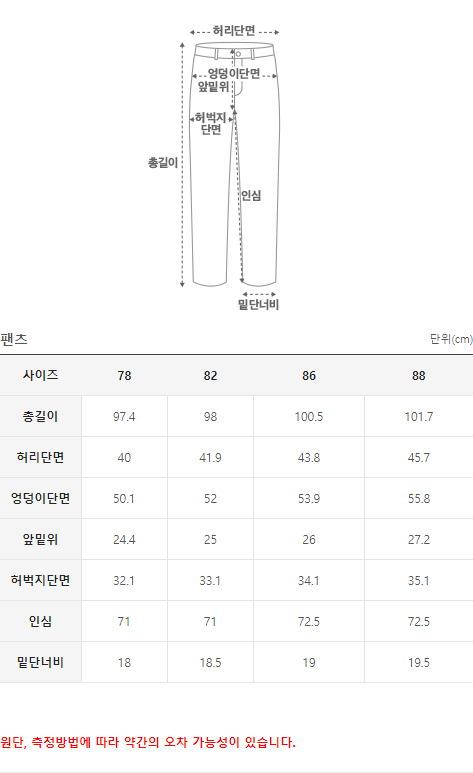 허리단면
엉덩이단면
앞밑위
허벅지
단면
총길이
인심
밑단너비
팬츠 단위(cm)
사이즈 78 82 86 88
총길이 97.4 98 100.5 101.7
허리단면 40 41.9 43.8 45.7
엉덩이단면 50.1 52 53.9 55.8
앞밑위 24.4 25 26 27.2
허벅지단면 32.1 33.1 34.1 35.1
인심 71 71 72.5 72.5
밑단너비 18 18.5 19 19.5
원단, 측정방법에 따라 약간의 오차 가능성이 있습니다.